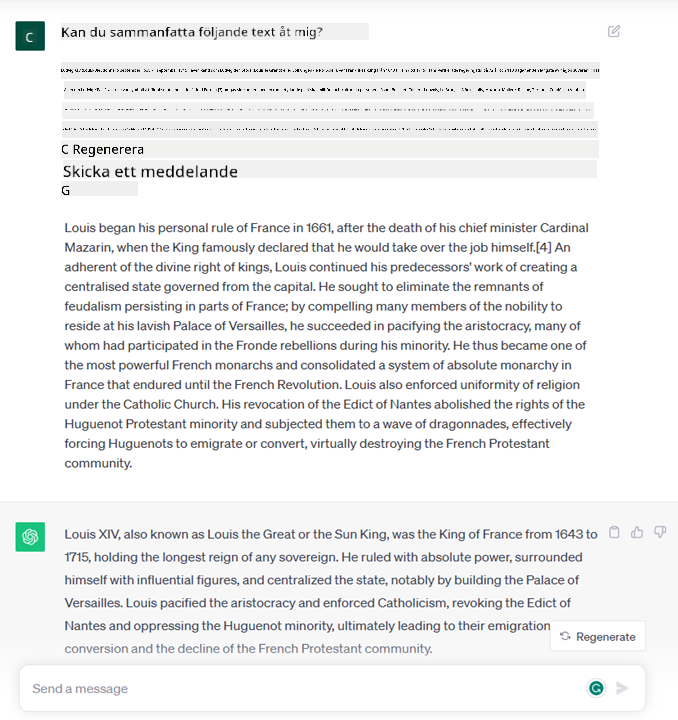 C
Kan du sammanfatta följande text åt mig?
C Regenerera
Skicka ett meddelande
G
Louis began his personal rule of France in 1661, after the death of his chief minister Cardinal
Mazarin, when the King famously declared that he would take over the job himself.[4] An
adherent of the divine right of kings, Louis continued his predecessors' work of creating a
centralised state governed from the capital. He sought to eliminate the remnants of
feudalism persisting in parts of France; by compelling many members of the nobility to
reside at his lavish Palace of Versailles, he succeeded in pacifying the aristocracy, many of
whom had participated in the Fronde rebellions during his minority. He thus became one of
the most powerful French monarchs and consolidated a system of absolute monarchy in
France that endured until the French Revolution. Louis also enforced uniformity of religion
under the Catholic Church. His revocation of the Edict of Nantes abolished the rights of the
Huguenot Protestant minority and subjected them to a wave of dragonnades, effectively
forcing Huguenots to emigrate or convert, virtually destroying the French Protestant
community.
Louis XIV, also known as Louis the Great or the Sun King, was the King of France from 1643 to
1715, holding the longest reign of any sovereign. He ruled with absolute power, surrounded
himself with influential figures, and centralized the state, notably by building the Palace of
Versailles. Louis pacified the aristocracy and enforced Catholicism, revoking the Edict of
Nantes and oppressing the Huguenot minority, ultimately leading to their emigration
Regenerate
conversion and the decline of the French Protestant community.
Send a message